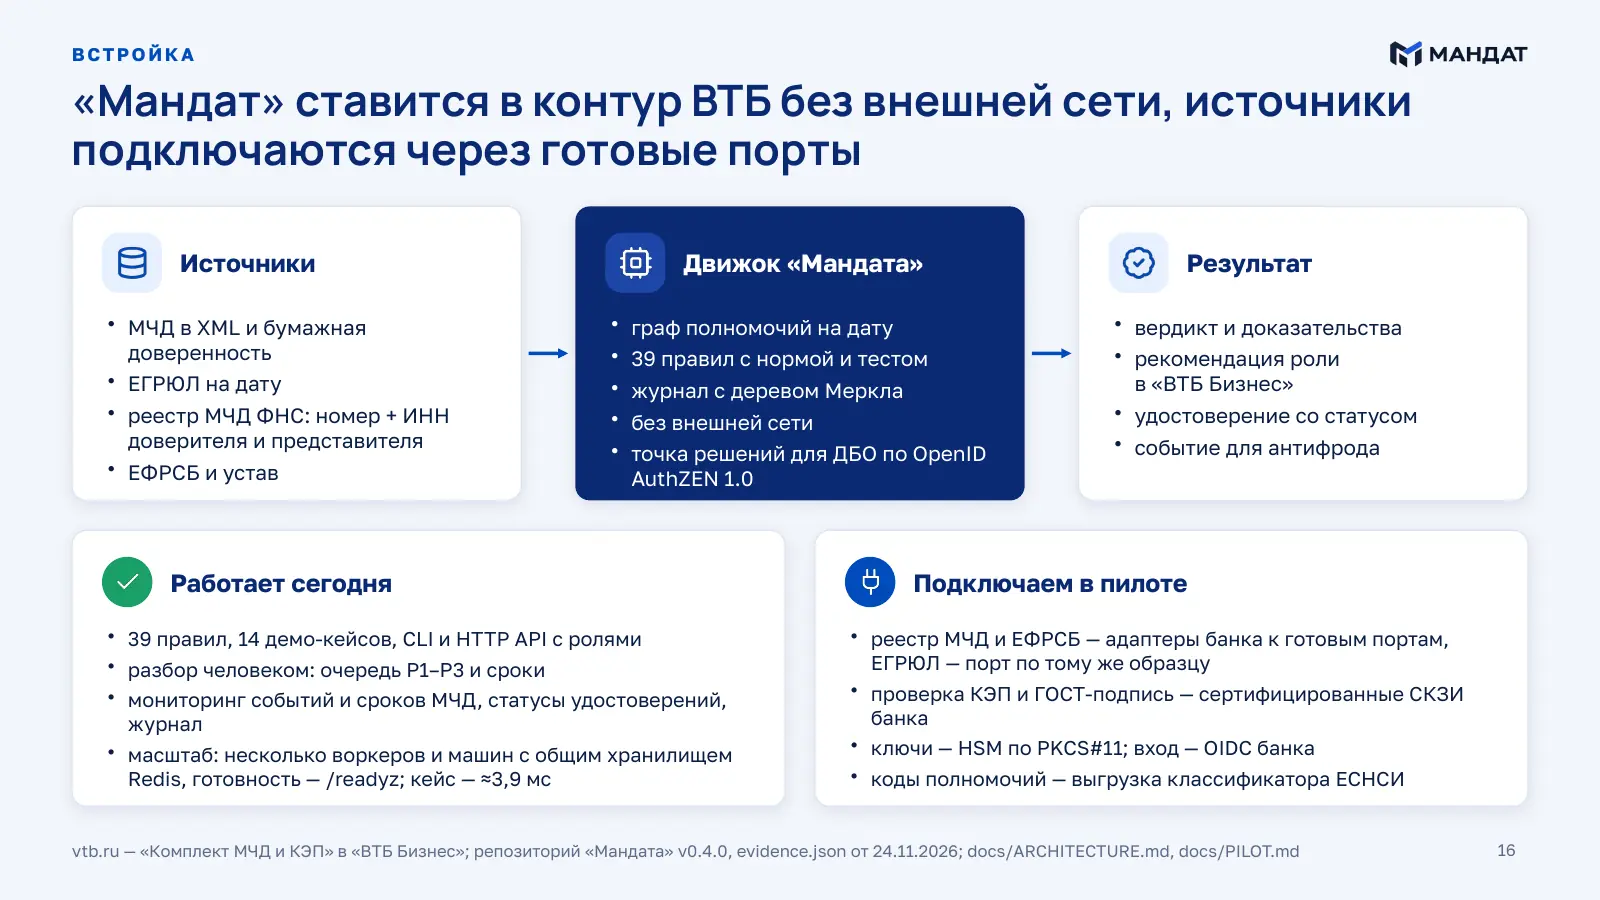 ВСТРОЙКА
МАНДАТ
«Мандат» ставится в контур ВТБ без внешней сети, источники
подключаются через готовые порты
Источники
• МЧД в XML и бумажная
доверенность
• ЕГРЮЛ на дату
• реестр МЧД ФНС: номер + ИНН
доверителя и представителя
• ЕФРСБ и устав
Движок «Мандата»
• граф полномочий на дату
• 39 правил с нормой и тестом
• журнал с деревом Меркла
• без внешней сети
• точка решений для ДБО по OpenID
AuthZEN 1.0
Результат
• вердикт и доказательства
• рекомендация роли
в «ВТБ Бизнес»
• удостоверение со статусом
• событие для антифрода
Работает сегодня
• 39 правил, 14 демо-кейсов, CLI и HTTP API с ролями
• разбор человеком: очередь P1–P3 и сроки
• мониторинг событий и сроков МЧД, статусы удостоверений,
журнал
• масштаб: несколько воркеров и машин с общим хранилищем
Redis, готовность — /readyz; кейс — ≈3,9 мс
Подключаем в пилоте
• реестр МЧД и ЕФРСБ — адаптеры банка к готовым портам,
ЕГРЮЛ — порт по тому же образцу
• проверка КЭП и ГОСТ-подпись — сертифицированные СКЗИ
банка
• ключи — HSM по PKCS#11; вход — OIDC банка
• коды полномочий — выгрузка классификатора ЕСНСИ
vtb.ru — «Комплект МЧД и КЭП» в «ВТБ Бизнес»; репозиторий «Мандата» v0.4.0, evidence.json от 24.11.2026; docs/ARCHITECTURE.md, docs/PILOT.md
16